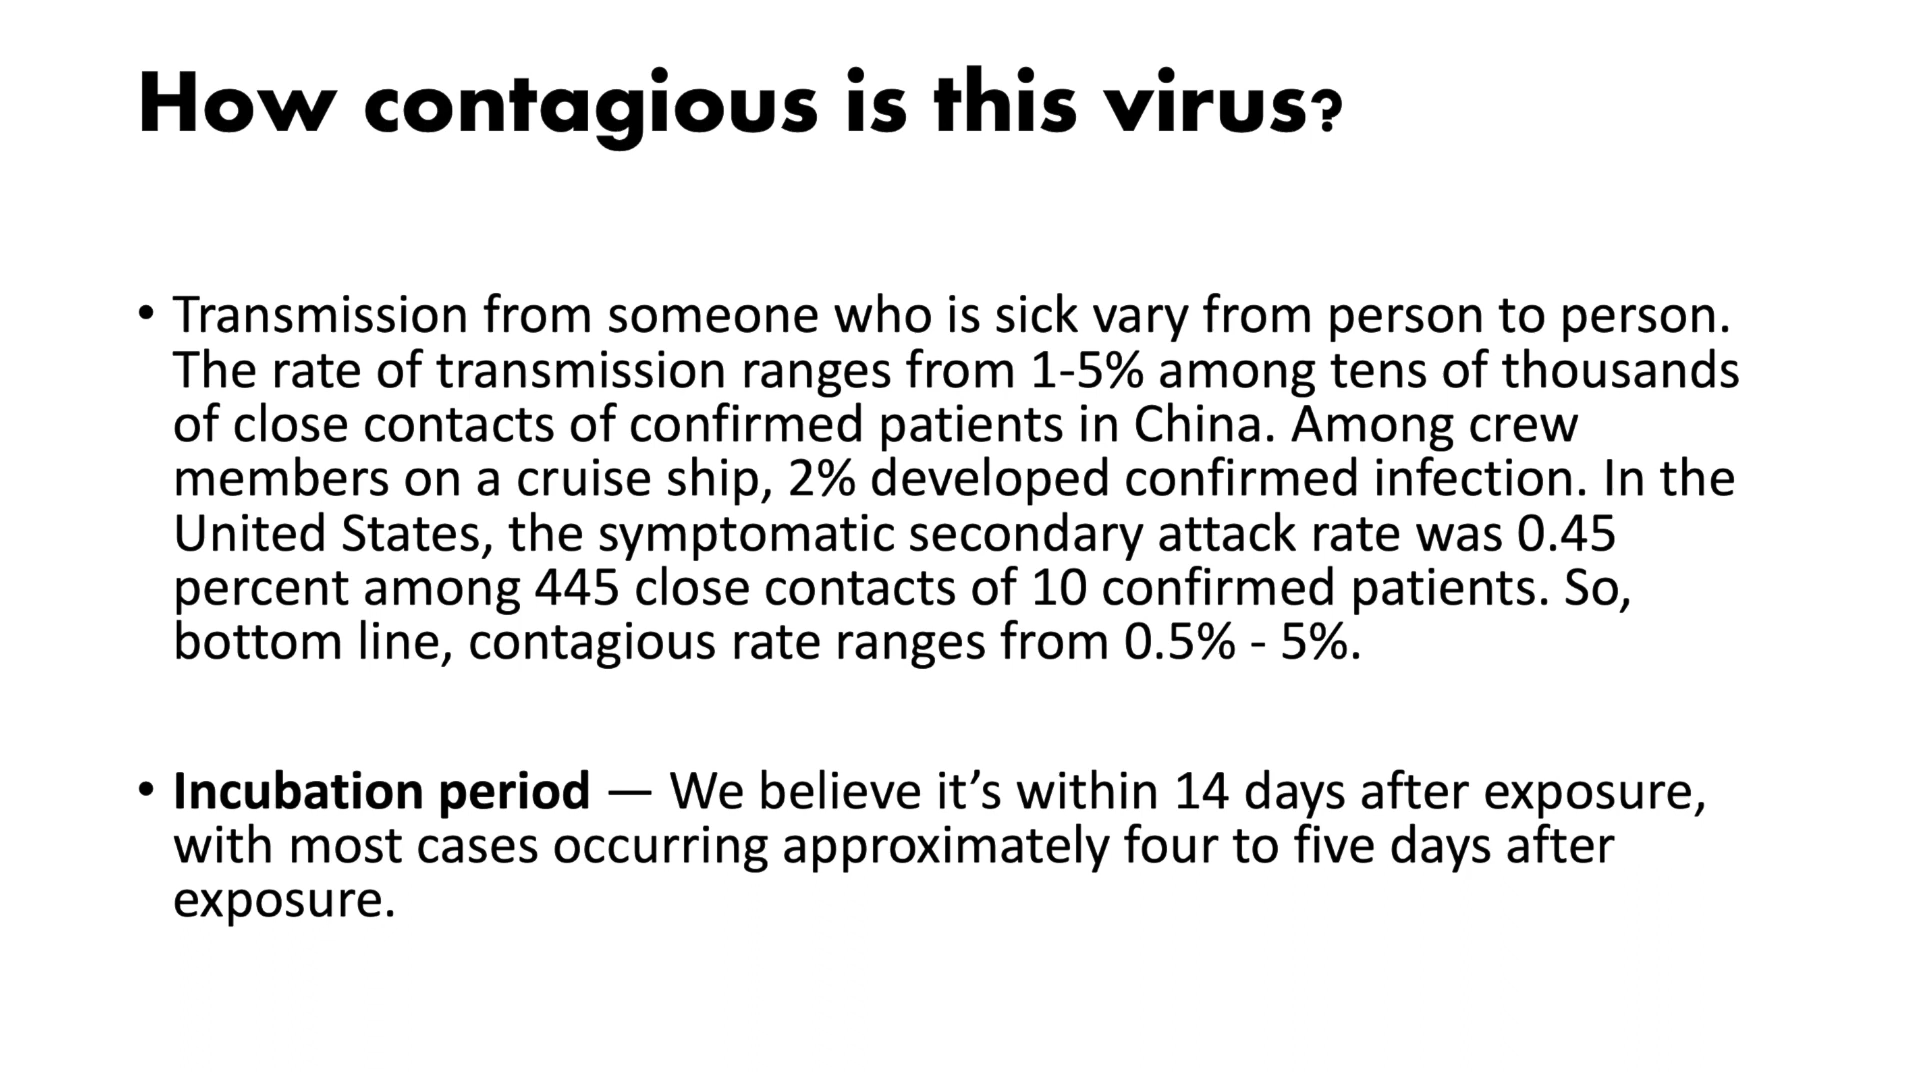 How contagious is this virus?
• Transmission from someone who is sick vary from person to person.
The rate of transmission ranges from 1-5% among tens of thousands
of close contacts of confirmed patients in China. Among crew
members on a cruise ship, 2% developed confirmed infection. In the
United States, the symptomatic secondary attack rate was 0.45
percent among 445 close contacts of 10 confirmed patients. So,
bottom line, contagious rate ranges from 0.5% - 5%.
• Incubation period — We believe it’s within 14 days after exposure,
with most cases occurring approximately four to five days after
exposure.